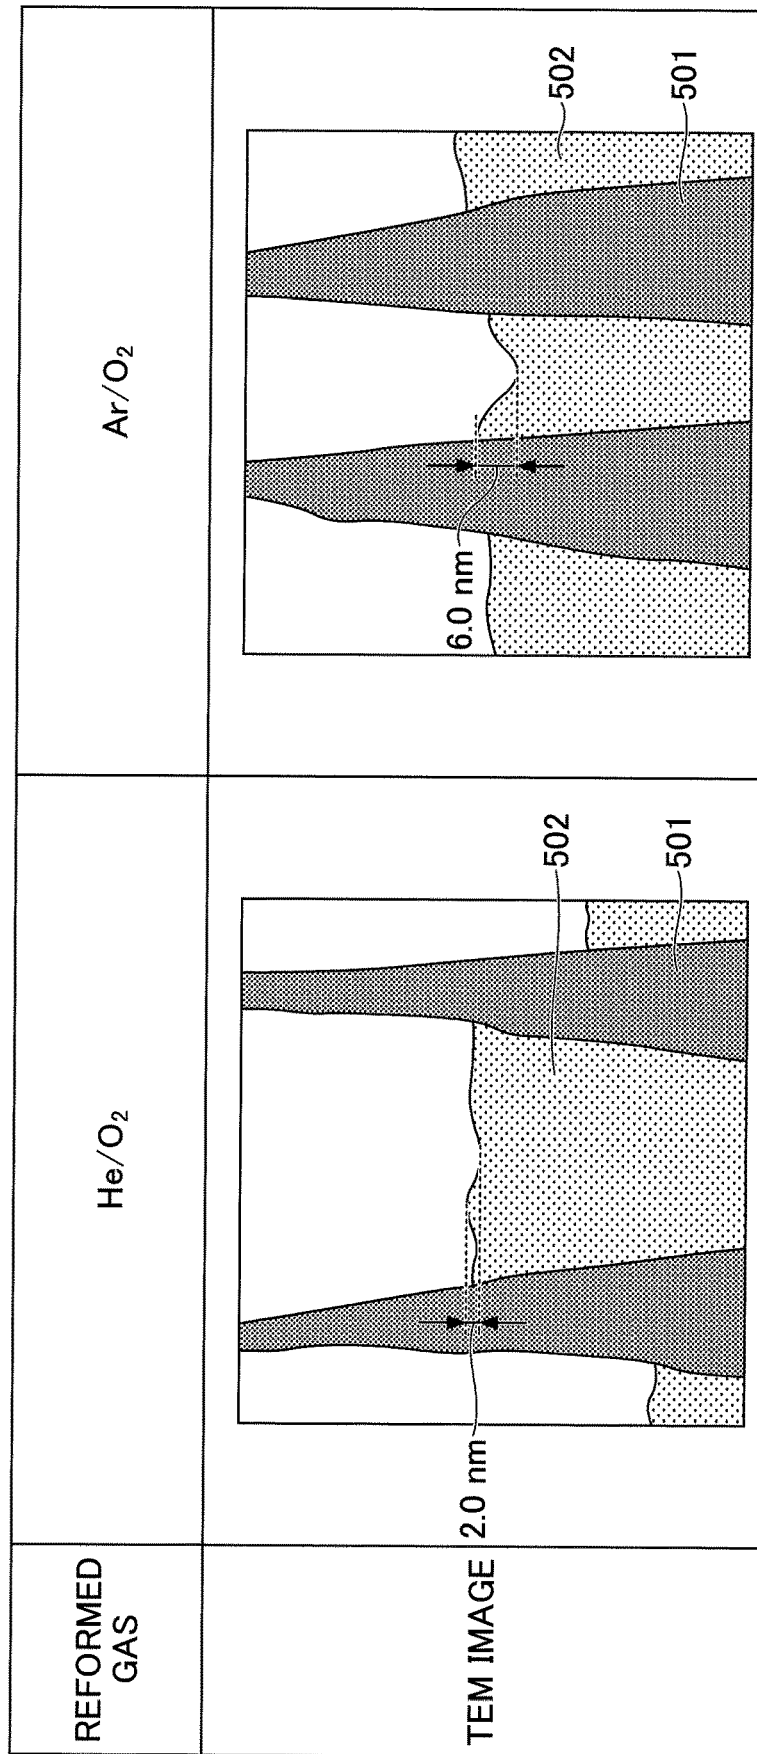 REFORMED
GAS
He/O₂
Ar/O₂
TEM IMAGE
2.0 nm
502
501
6.0 nm
502
501